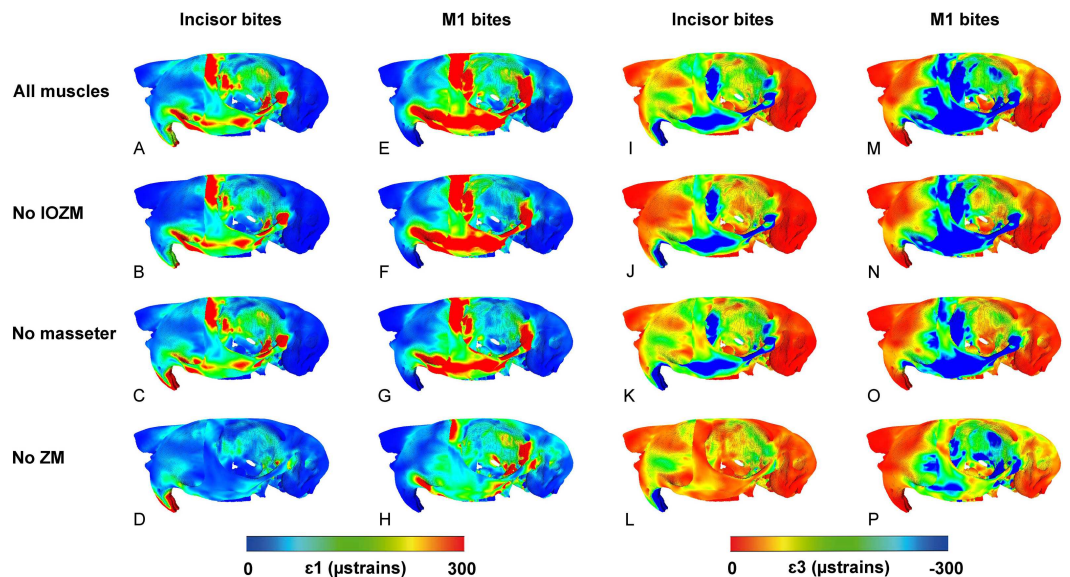 Incisor bites M1 bites Incisor bites M1 bites
All muscles
A E I M
No IOZM
B F J N
No masseter
C G K O
No ZM
D H L P
0 ε1 (µstrains) 300 0 ε3 (µstrains) -300